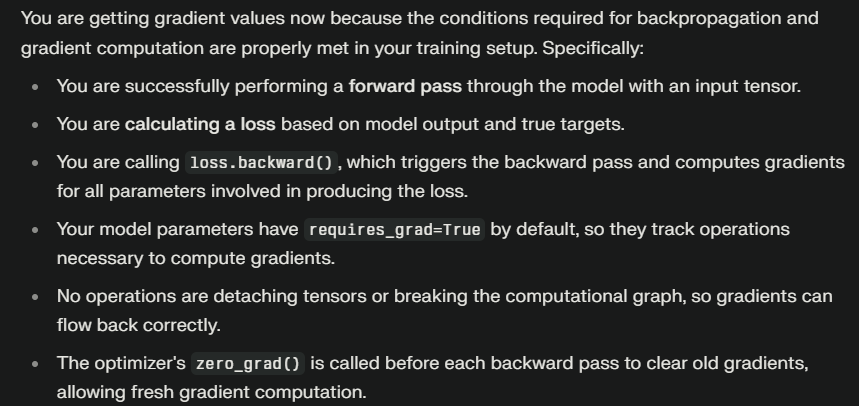 You are getting gradient values now because the conditions required for backpropagation and
gradient computation are properly met in your training setup. Specifically:
• You are successfully performing a forward pass through the model with an input tensor.
• You are calculating a loss based on model output and true targets.
• You are calling loss.backward(), which triggers the backward pass and computes gradients
for all parameters involved in producing the loss.
• Your model parameters have requires_grad=True by default, so they track operations
necessary to compute gradients.
• No operations are detaching tensors or breaking the computational graph, so gradients can
flow back correctly.
• The optimizer's zero_grad() is called before each backward pass to clear old gradients,
allowing fresh gradient computation.